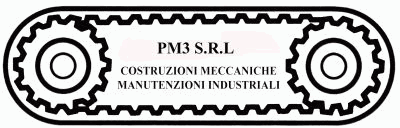 PM3 S.R.L
COSTRUZIONI MECCANICHE
MANUTENZIONI INDUSTRIALI